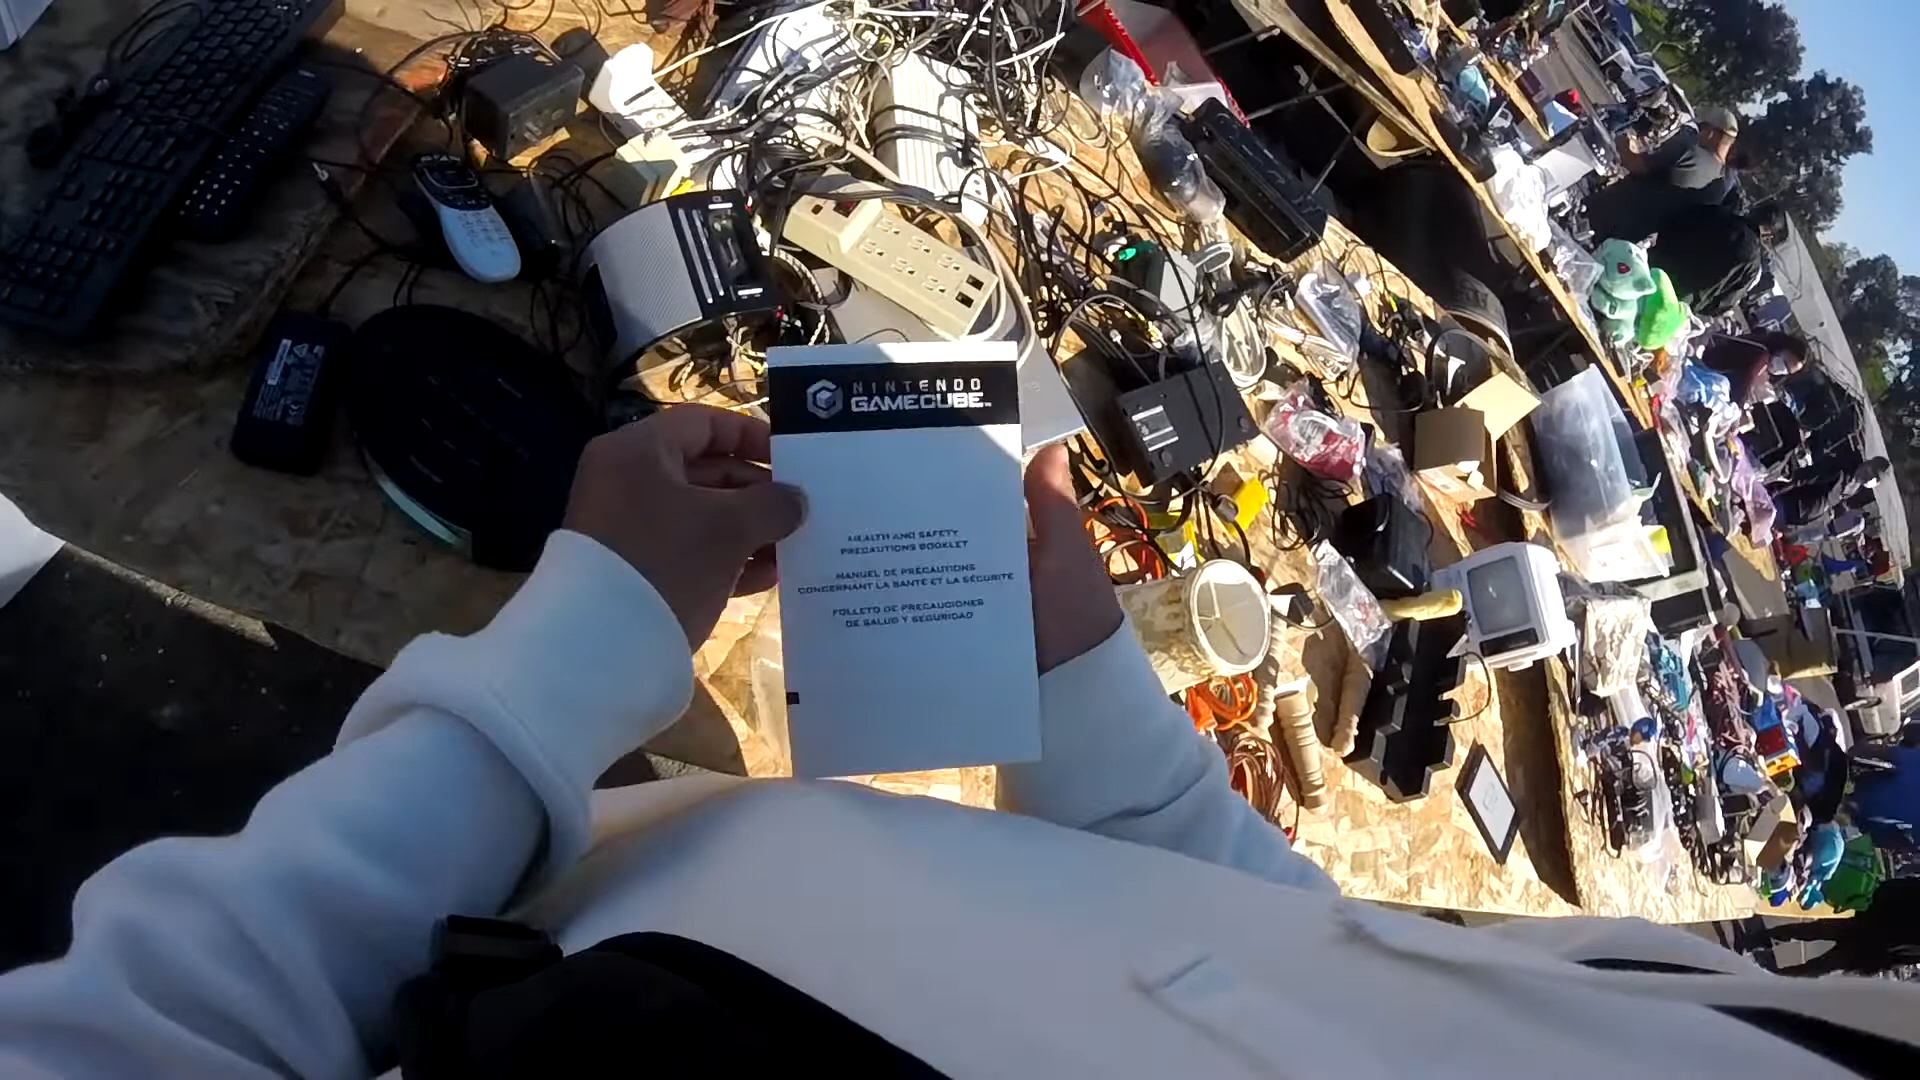 NINTENDO
GAMECUBE™
HEALTH AND SAFETY
PRECAUTIONS BOOKLET
MANUEL DE PRÉCAUTIONS
CONCERNANT LA SANTÉ ET LA SÉCURITÉ
FOLLETO DE PRECAUCIONES
DE SALUD Y SEGURIDAD